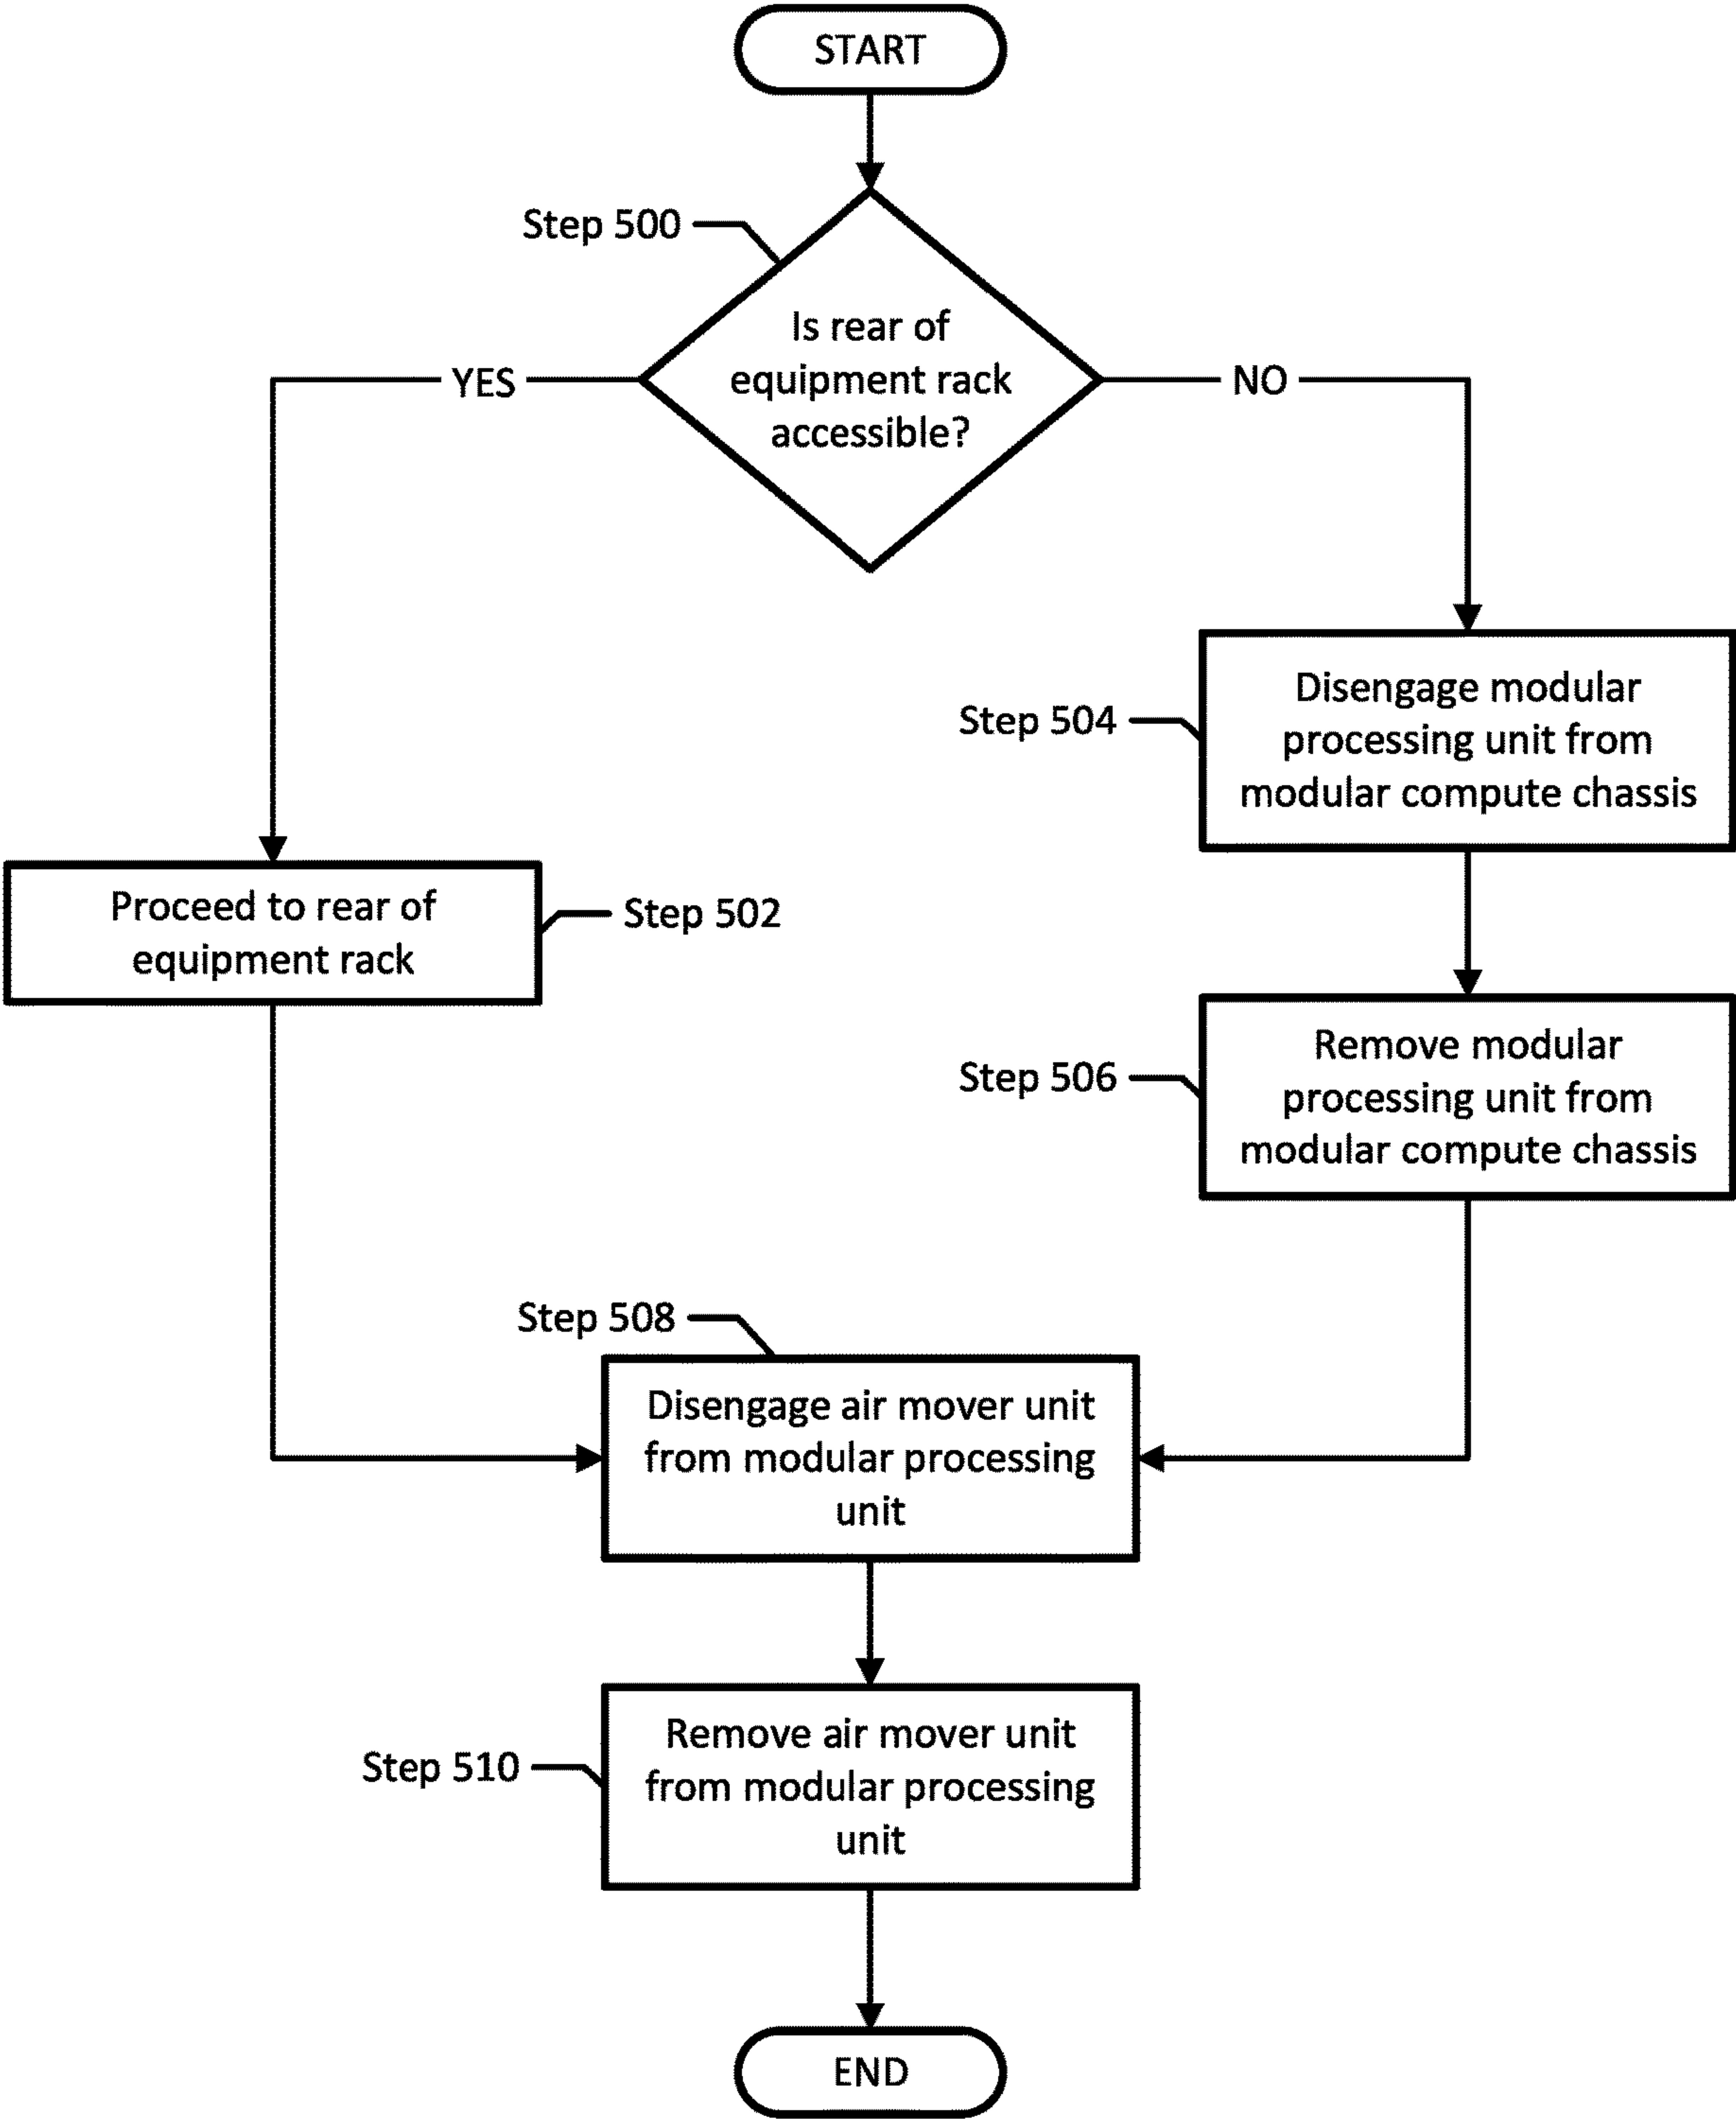 START
Step 500
Is rear of
equipment rack
accessible?
YES
NO
Step 504
Disengage modular
processing unit from
modular compute chassis
Proceed to rear of
equipment rack
Step 502
Step 506
Remove modular
processing unit from
modular compute chassis
Step 508
Disengage air mover unit
from modular processing
unit
Step 510
Remove air mover unit
from modular processing
unit
END